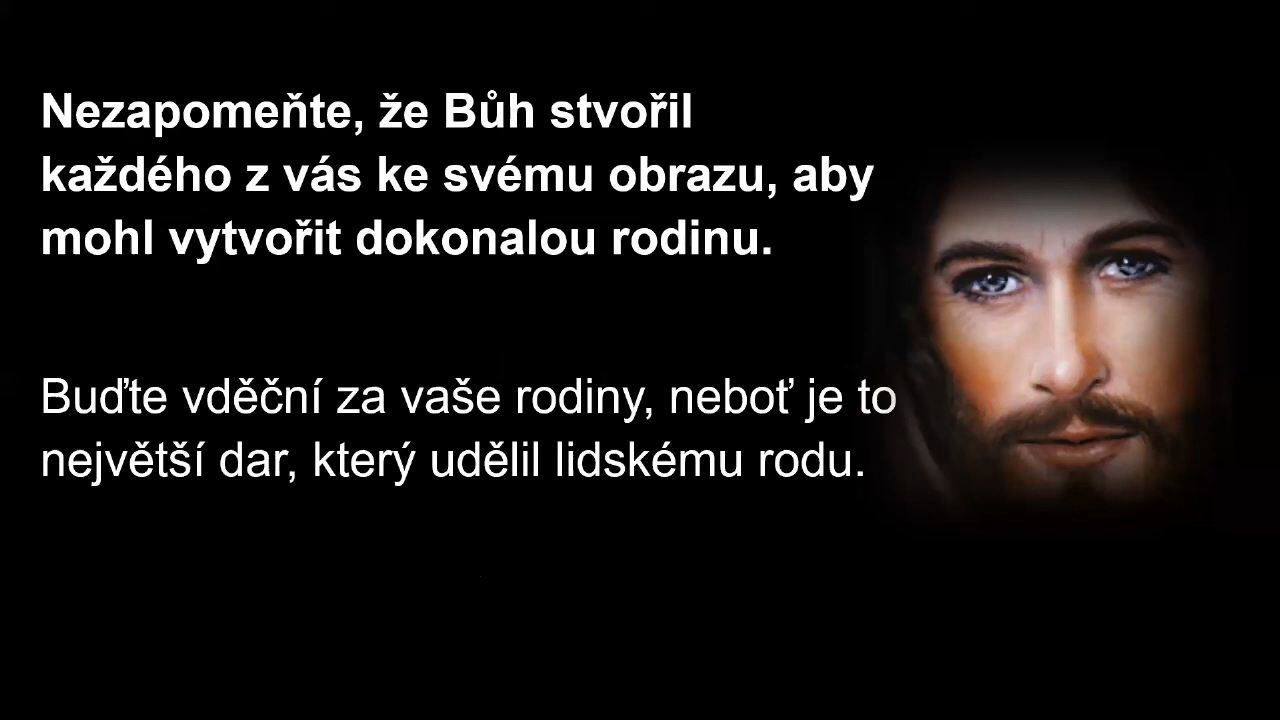 Nezapomeňte, že Bůh stvořil
každého z vás ke svému obrazu, aby
mohl vytvořit dokonalou rodinu.
Buďte vděční za vaše rodiny, neboť je to
největší dar, který udělil lidskému rodu.